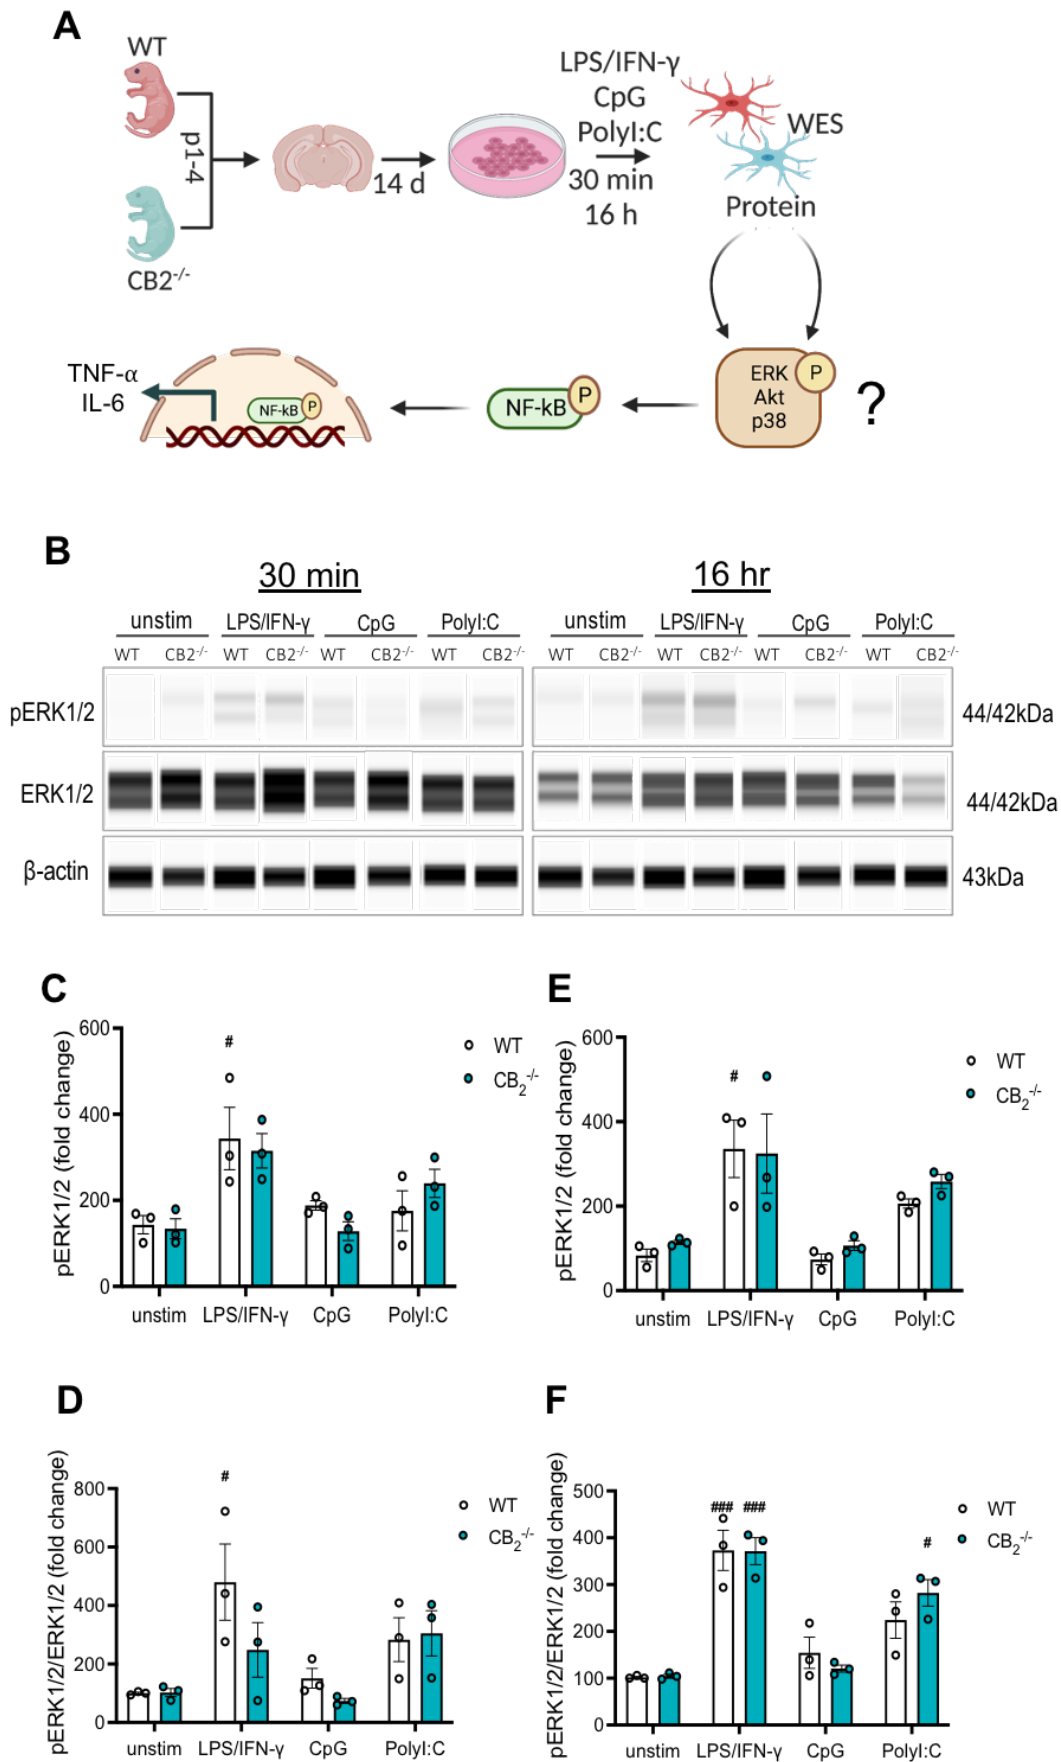 A
WT
p1-4
CB2-/-
14 d
LPS/IFN-γ
CpG
PolyI:C
30 min
16 h
WES
Protein
ERK
Akt
p38
P
?
NF-kB
P
NF-kB
P
TNF-α
IL-6
B
30 min
16 hr
unstim LPS/IFN-γ CpG PolyI:C unstim LPS/IFN-γ CpG PolyI:C
WT CB2-/- WT CB2-/- WT CB2-/- WT CB2-/- WT CB2-/- WT CB2-/- WT CB2-/- WT CB2-/-
pERK1/2 44/42kDa
ERK1/2 44/42kDa
β-actin 43kDa
C
pERK1/2 (fold change)
600
400
200
0
#
WT
CB2-/-
unstim LPS/IFN-γ CpG PolyI:C
E
pERK1/2 (fold change)
600
400
200
0
#
WT
CB2-/-
unstim LPS/IFN-γ CpG PolyI:C
D
pERK1/2/ERK1/2 (fold change)
800
600
400
200
0
#
WT
CB2-/-
unstim LPS/IFN-γ CpG PolyI:C
F
pERK1/2/ERK1/2 (fold change)
500
400
300
200
100
0
### ###
#
WT
CB2-/-
unstim LPS/IFN-γ CpG PolyI:C